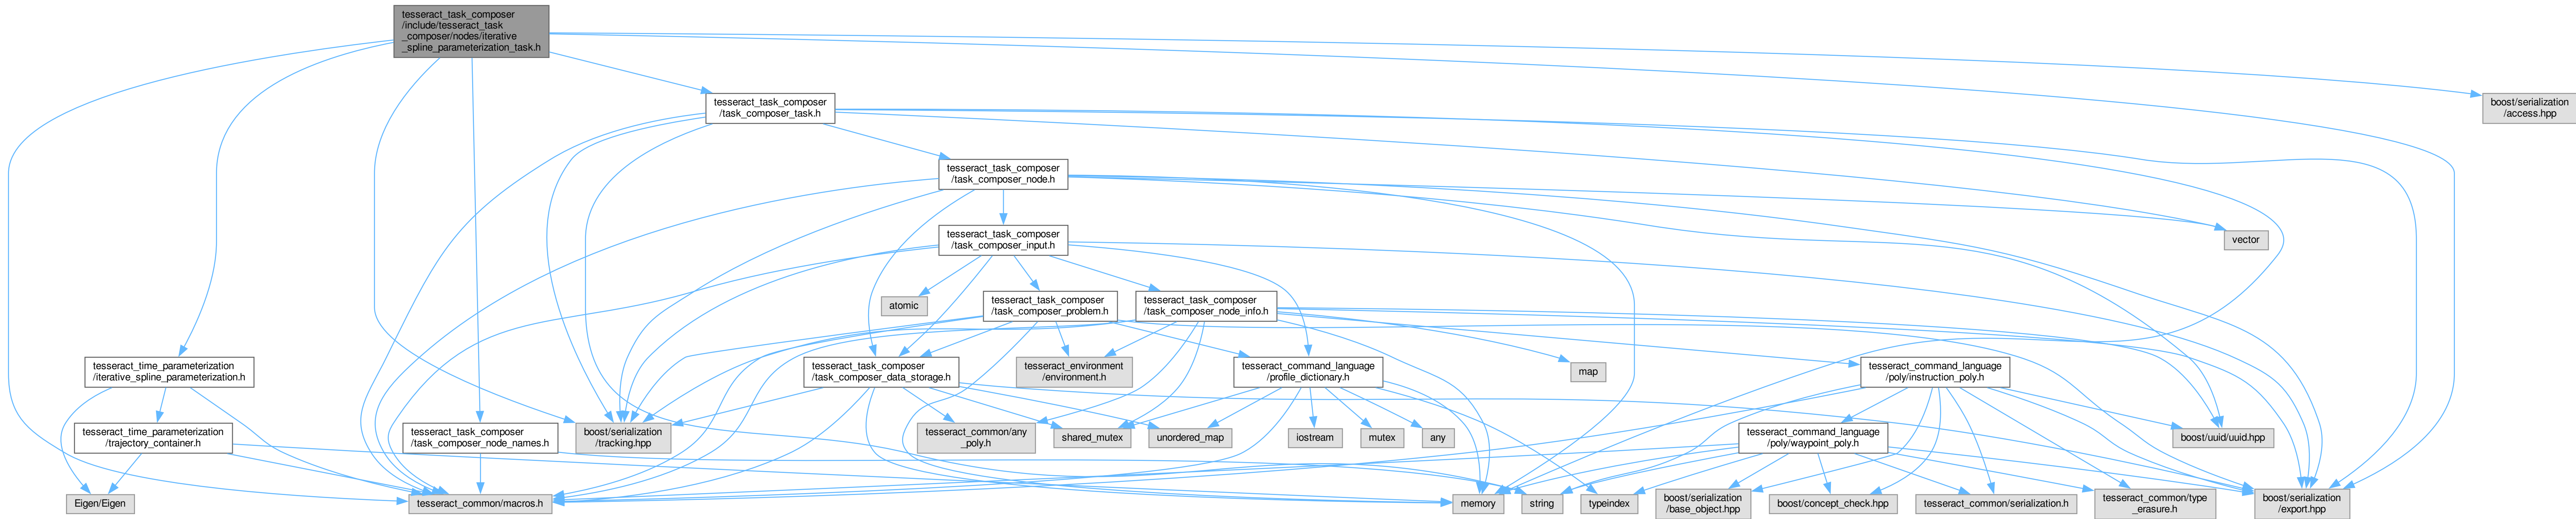 tesseract_task_composer
/include/tesseract_task
_composer/nodes/iterative
_spline_parameterization_task.h
tesseract_task_composer
/task_composer_task.h
boost/serialization
/access.hpp
tesseract_task_composer
/task_composer_node.h
tesseract_task_composer
/task_composer_input.h
vector
atomic
tesseract_task_composer
/task_composer_problem.h
tesseract_task_composer
/task_composer_node_info.h
tesseract_time_parameterization
/iterative_spline_parameterization.h
tesseract_task_composer
/task_composer_data_storage.h
tesseract_environment
/environment.h
tesseract_command_language
/profile_dictionary.h
map
tesseract_command_language
/poly/instruction_poly.h
tesseract_time_parameterization
/trajectory_container.h
tesseract_task_composer
/task_composer_node_names.h
boost/serialization
/tracking.hpp
tesseract_common/any
_poly.h
shared_mutex
unordered_map
iostream
mutex
any
tesseract_command_language
/poly/waypoint_poly.h
boost/uuid/uuid.hpp
Eigen/Eigen
tesseract_common/macros.h
memory
string
typeindex
boost/serialization
/base_object.hpp
boost/concept_check.hpp
tesseract_common/serialization.h
tesseract_common/type
_erasure.h
boost/serialization
/export.hpp